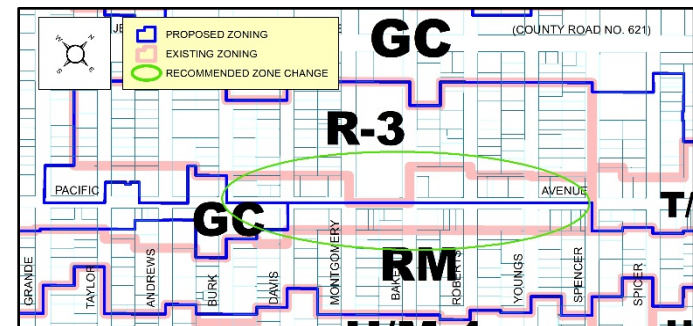 GC
(COUNTY ROAD NO. 621)
N
W
E
S
PROPOSED ZONING
EXISTING ZONING
RECOMMENDED ZONE CHANGE
R-3
PACIFIC
AVENUE
GC
T/
RM
GRANDE
TAYLOR
ANDREWS
BURK
DAVIS
MONTGOMERY
ROBERTS
YOUNGS
SPENCER
SPICER